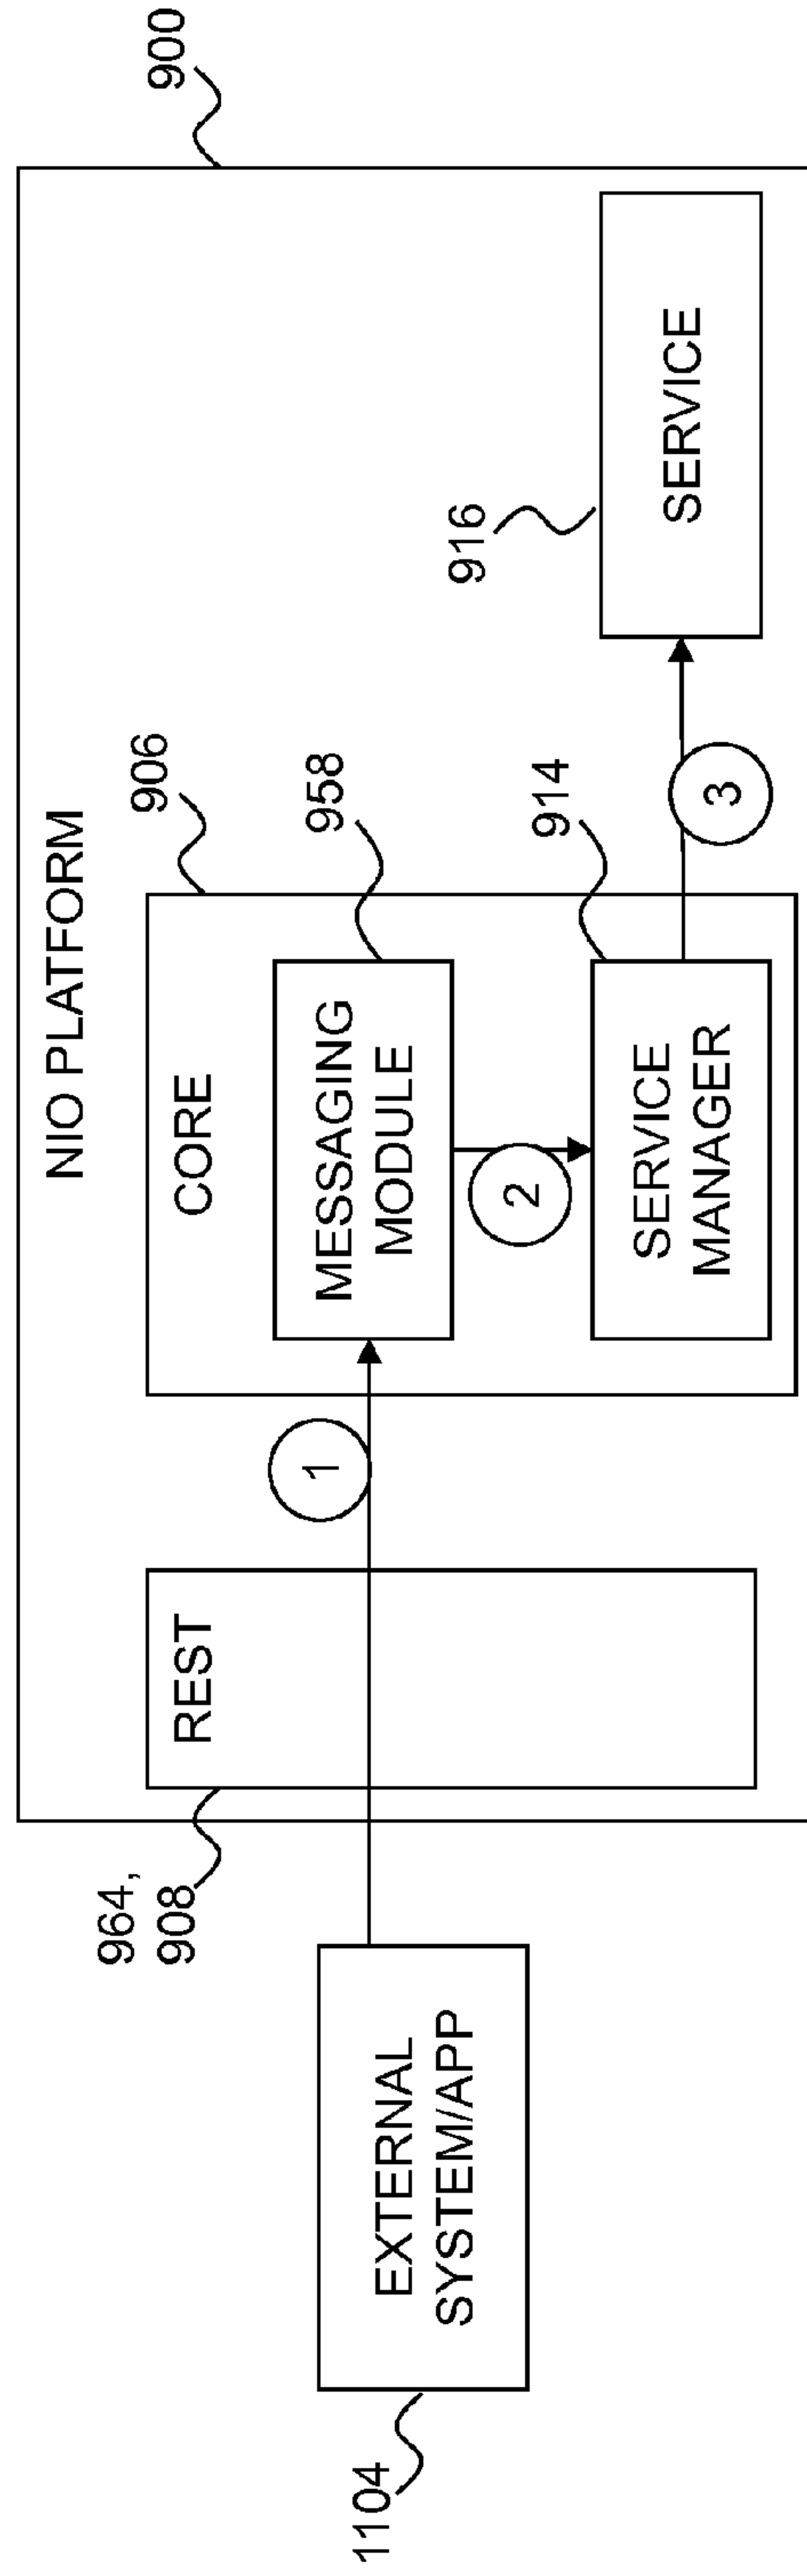 NIO PLATFORM
900
964,
908
REST
906
CORE
1
MESSAGING
MODULE
958
2
914
SERVICE
MANAGER
3
916
SERVICE
1104
EXTERNAL
SYSTEM/APP